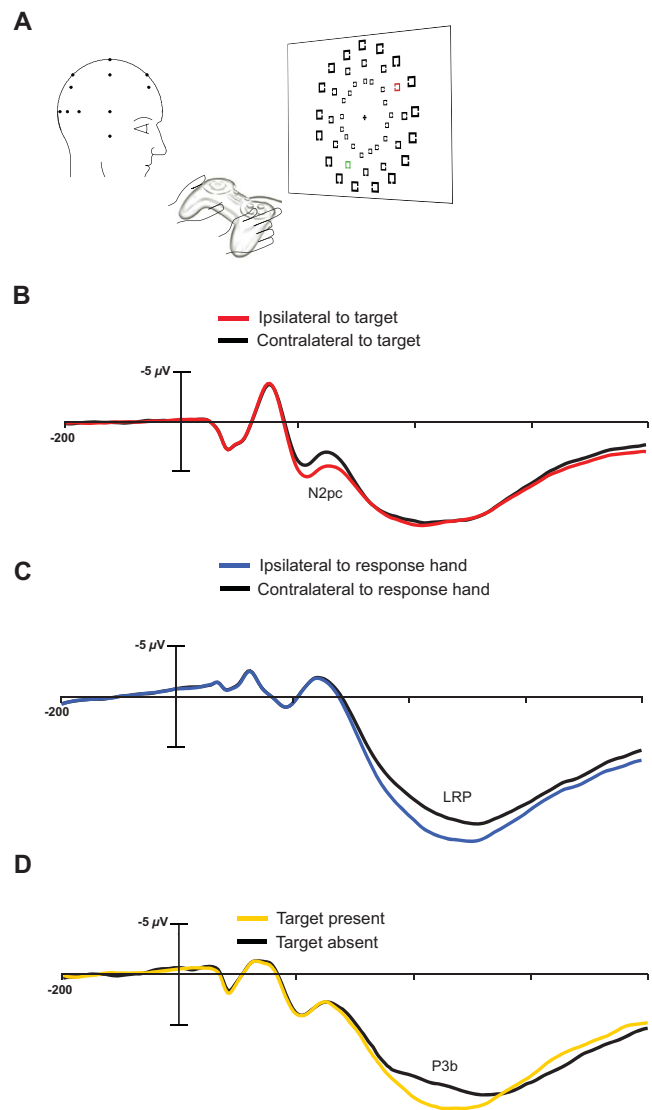 A
B
Ipsilateral to target
Contralateral to target
-5 µV
-200
N2pc
C
Ipsilateral to response hand
Contralateral to response hand
-5 µV
-200
LRP
D
Target present
Target absent
-5 µV
-200
P3b